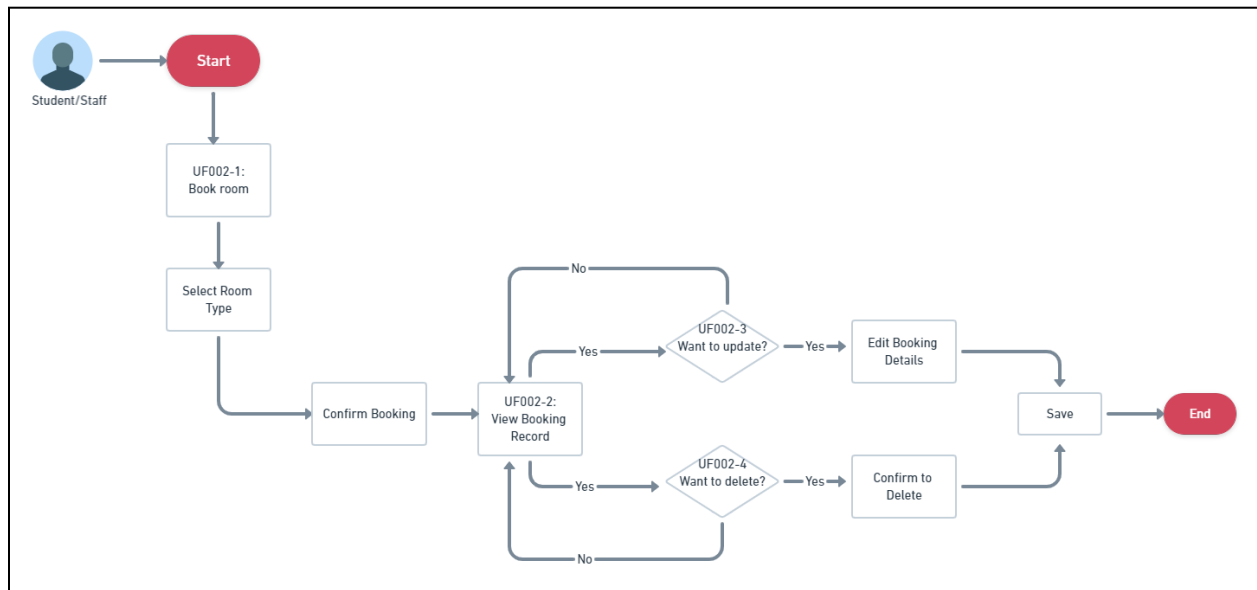 Start
Student/Staff
UF002-1:
Book room
Select Room
Type
Confirm Booking
UF002-2:
View Booking
Record
No
Yes
UF002-3
Want to update?
Yes
Edit Booking
Details
Yes
UF002-4
Want to delete?
Yes
Confirm to
Delete
No
Save
End